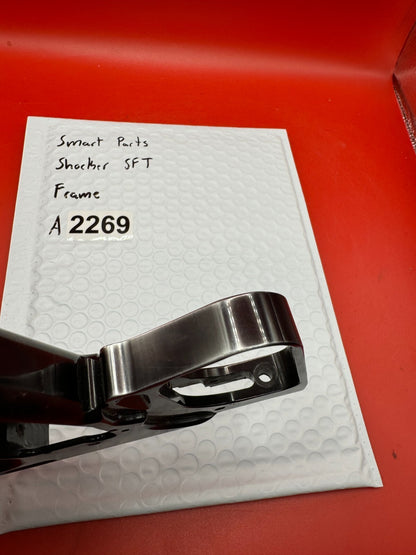 Smart Parts
Shocker SFT
Frame
A 2269